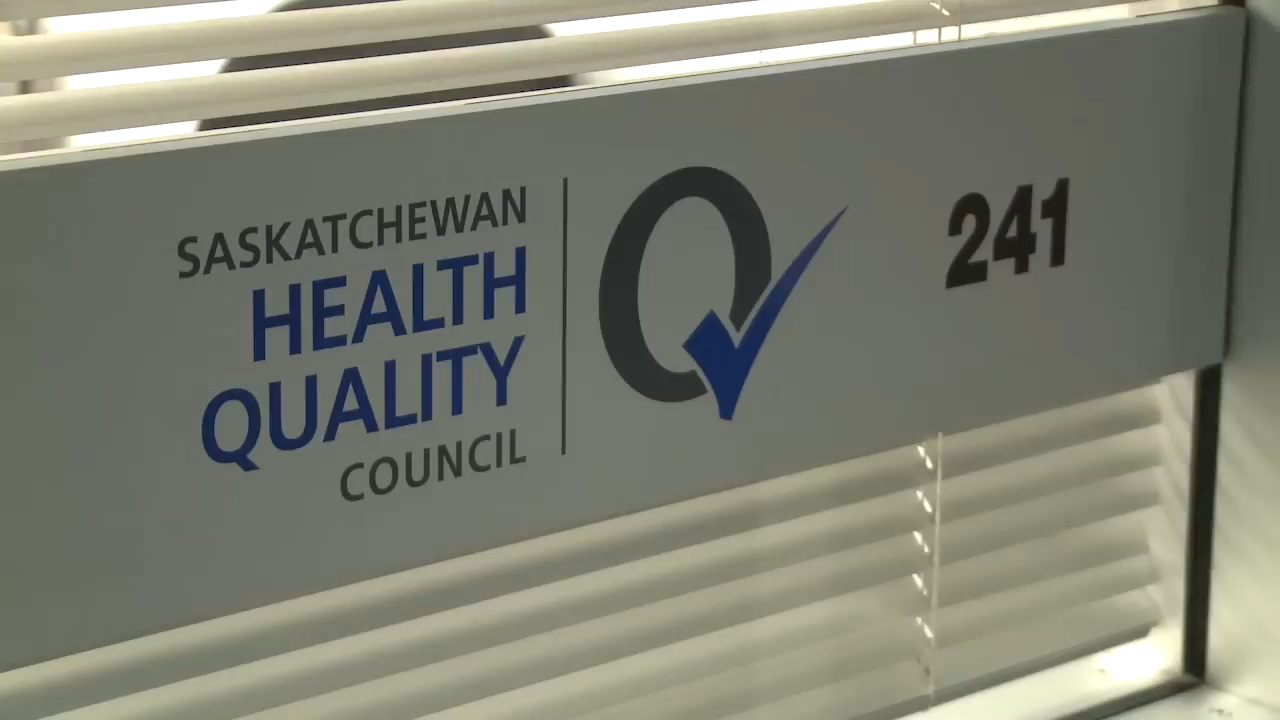 SASKATCHEWAN
HEALTH
QUALITY
COUNCIL
Q
241